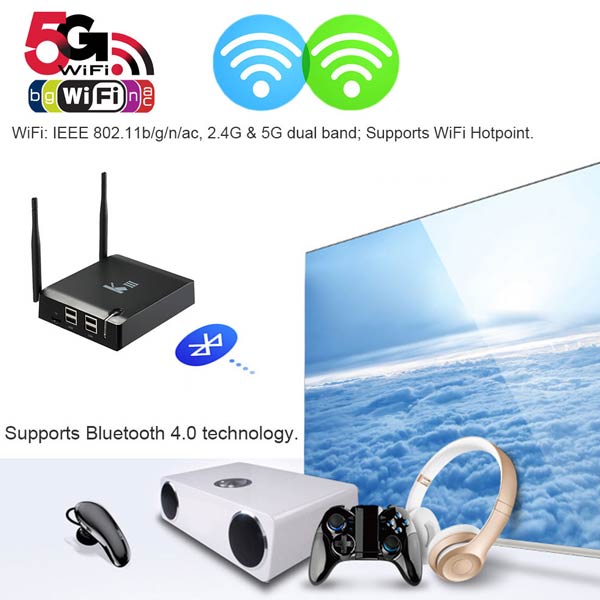 5G
WiFi
b g WiFi n ac
WiFi: IEEE 802.11b/g/n/ac, 2.4G & 5G dual band; Supports WiFi Hotpoint.
KIII
Supports Bluetooth 4.0 technology.